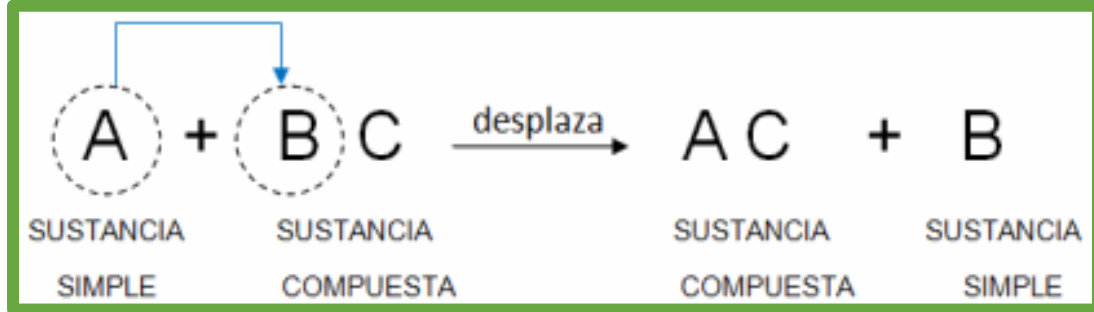 desplaza
A + B C A C + B
SUSTANCIA SUSTANCIA SUSTANCIA SUSTANCIA
SIMPLE COMPUESTA COMPUESTA SIMPLE